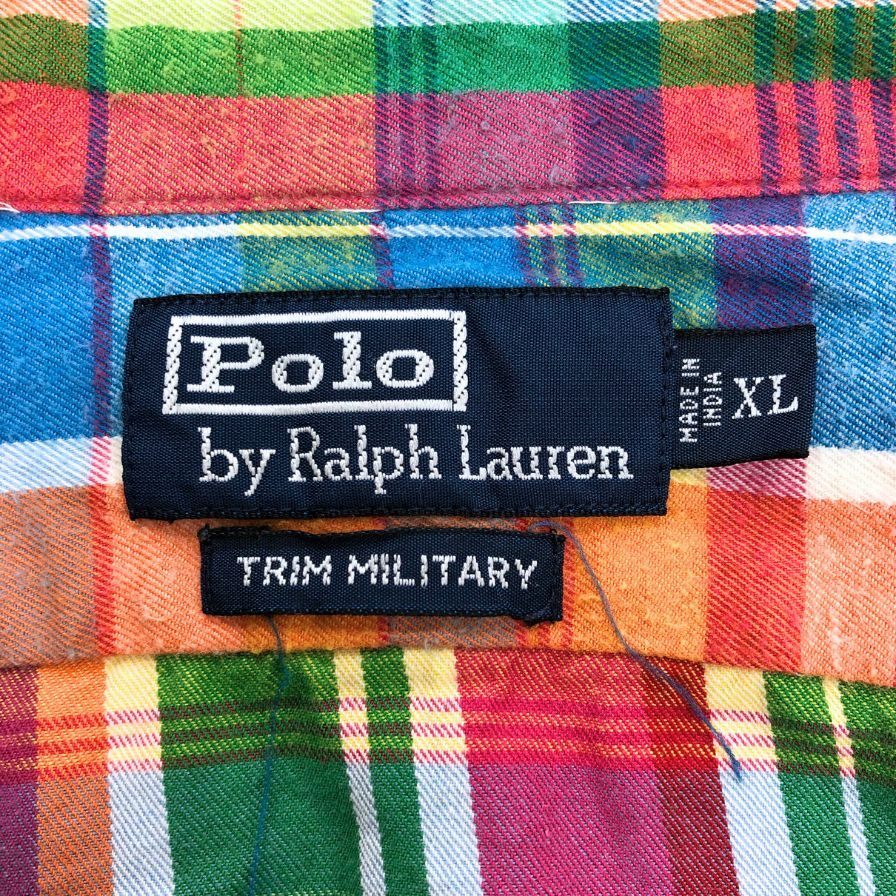 Polo
by Ralph Lauren
MADE IN
INDIA
XL
TRIM MILITARY